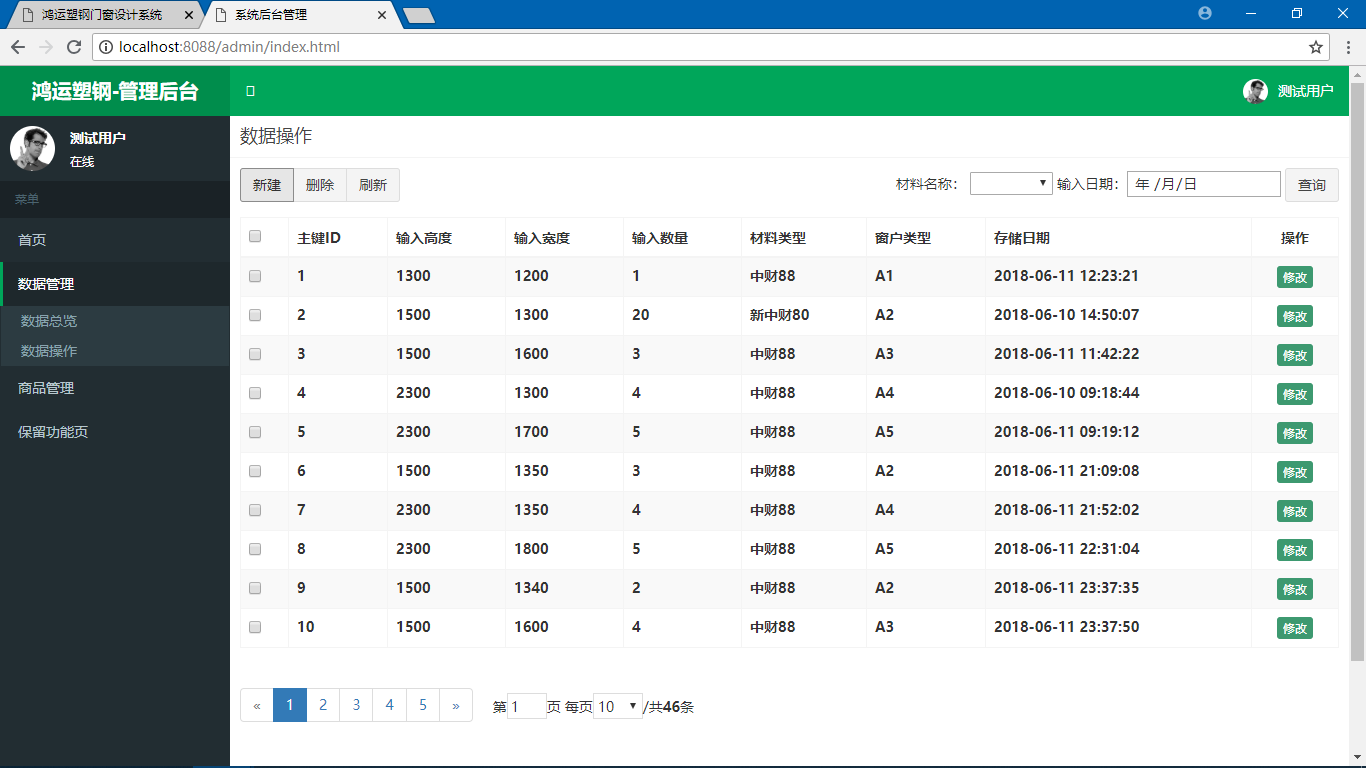 鸿运塑钢门窗设计系统
系统后台管理
localhost:8088/admin/index.html
鸿运塑钢-管理后台
测试用户
测试用户
在线
菜单
首页
数据管理
数据总览
数据操作
商品管理
保留功能页
数据操作
新建 删除 刷新 材料名称： 输入日期： 年 /月/日 查询
主键ID 输入高度 输入宽度 输入数量 材料类型 窗户类型 存储日期 操作
1 1300 1200 1 中财88 A1 2018-06-11 12:23:21 修改
2 1500 1300 20 新中财80 A2 2018-06-10 14:50:07 修改
3 1500 1600 3 中财88 A3 2018-06-11 11:42:22 修改
4 2300 1300 4 中财88 A4 2018-06-10 09:18:44 修改
5 2300 1700 5 中财88 A5 2018-06-11 09:19:12 修改
6 1500 1350 3 中财88 A2 2018-06-11 21:09:08 修改
7 2300 1350 4 中财88 A4 2018-06-11 21:52:02 修改
8 2300 1800 5 中财88 A5 2018-06-11 22:31:04 修改
9 1500 1340 2 中财88 A2 2018-06-11 23:37:35 修改
10 1500 1600 4 中财88 A3 2018-06-11 23:37:50 修改
« 1 2 3 4 5 » 第1页 每页10/共46条